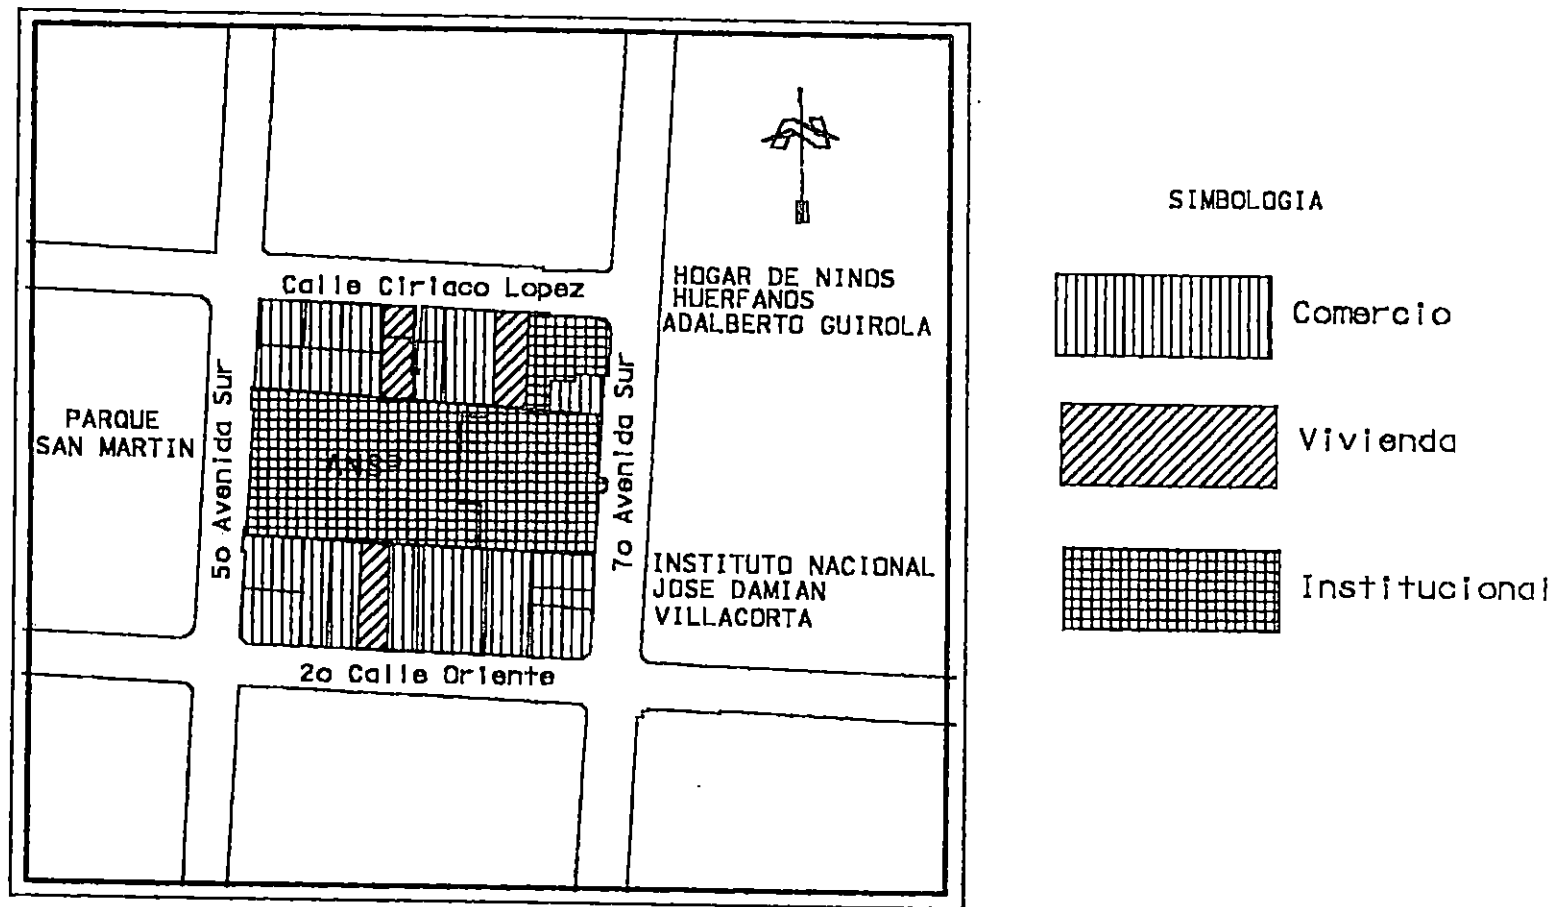 SIMBOLOGIA
Calle Ciriaco Lopez
HOGAR DE NINOS
HUERFANOS
ADALBERTO GUIROLA
Comercio
PARQUE
SAN MARTIN
5o Avenida Sur
7o Avenida Sur
Vivienda
INSTITUTO NACIONAL
JOSE DAMIAN
VILLACORTA
Institucional
2o Calle Oriente